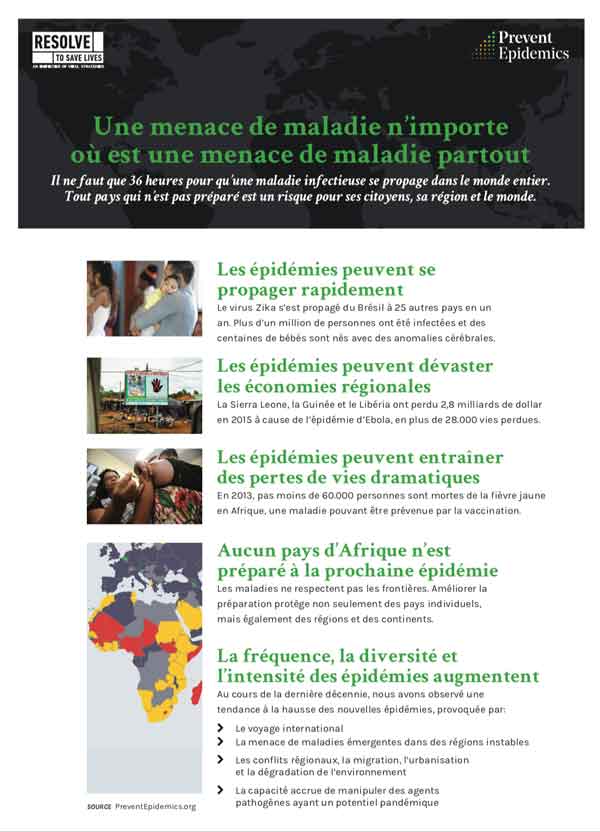 RESOLVE
TO SAVE LIVES
AN INITIATIVE OF VITAL STRATEGIES
Prevent
Epidemics
Une menace de maladie n’importe
où est une menace de maladie partout
Il ne faut que 36 heures pour qu’une maladie infectieuse se propage dans le monde entier.
Tout pays qui n’est pas préparé est un risque pour ses citoyens, sa région et le monde.
Les épidémies peuvent se
propager rapidement
Le virus Zika s’est propagé du Brésil à 25 autres pays en un
an. Plus d’un million de personnes ont été infectées et des
centaines de bébés sont nés avec des anomalies cérébrales.
Les épidémies peuvent dévaster
les économies régionales
La Sierra Leone, la Guinée et le Libéria ont perdu 2,8 milliards de dollar
en 2015 à cause de l’épidémie d’Ebola, en plus de 28.000 vies perdues.
Les épidémies peuvent entraîner
des pertes de vies dramatiques
En 2013, pas moins de 60.000 personnes sont mortes de la fièvre jaune
en Afrique, une maladie pouvant être prévenue par la vaccination.
Aucun pays d’Afrique n’est
préparé à la prochaine épidémie
Les maladies ne respectent pas les frontières. Améliorer la
préparation protège non seulement des pays individuels,
mais également des régions et des continents.
La fréquence, la diversité et
l’intensité des épidémies augmentent
Au cours de la dernière décennie, nous avons observé une
tendance à la hausse des nouvelles épidémies, provoquée par:
Le voyage international
La menace de maladies émergentes dans des régions instables
Les conflits régionaux, la migration, l’urbanisation
et la dégradation de l’environnement
La capacité accrue de manipuler des agents
pathogènes ayant un potentiel pandémique
SOURCE PreventEpidemics.org